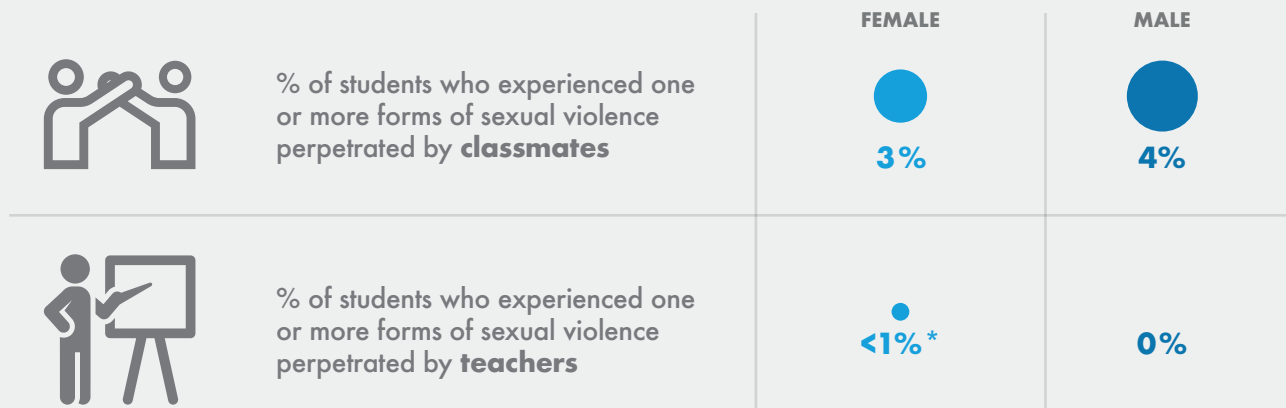 FEMALE MALE
% of students who experienced one
or more forms of sexual violence
perpetrated by classmates
3% 4%
% of students who experienced one
or more forms of sexual violence
perpetrated by teachers
<1%* 0%